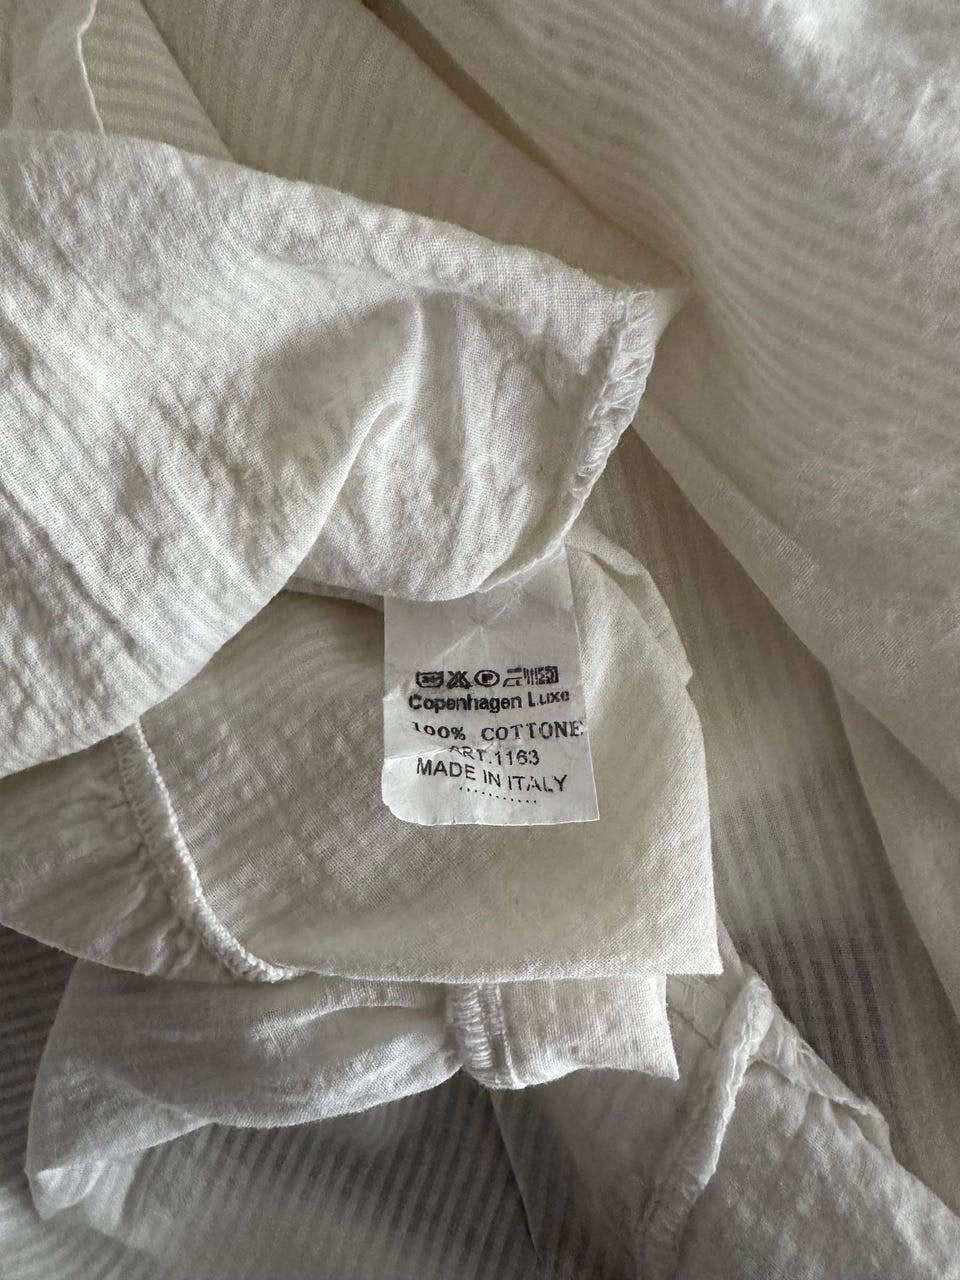 Copenhagen Luxe
100% COTTONE
ART.1163
MADE IN ITALY